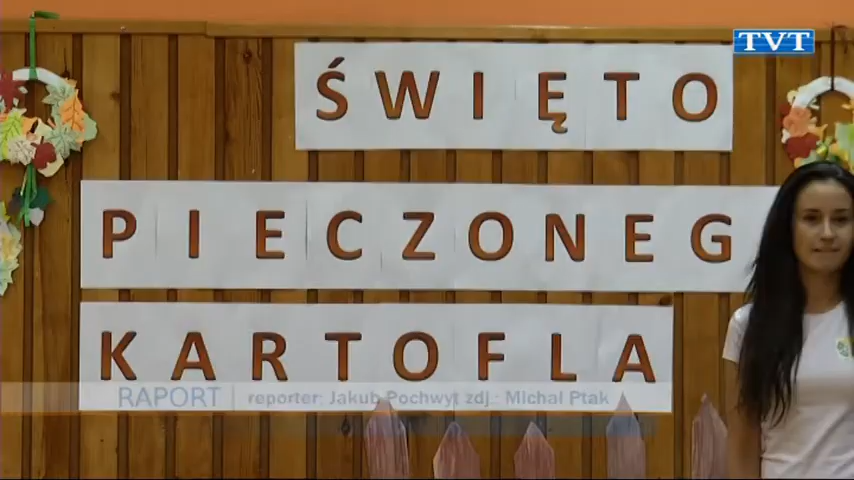 TVT
ŚWIĘTO
PIECZONEG
KARTOFLA
RAPORT reporter: Jakub Pochwyt zdj.: Michał Ptak